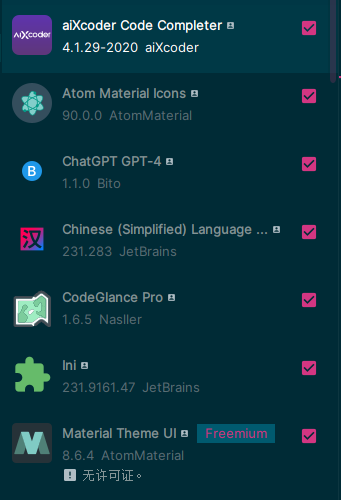 aiXcoder
aiXcoder Code Completer
4.1.29-2020 aiXcoder
Atom Material Icons
90.0.0 AtomMaterial
B
ChatGPT GPT-4
1.1.0 Bito
汉
Chinese (Simplified) Language ...
231.283 JetBrains
CodeGlance Pro
1.6.5 Nasller
Ini
231.9161.47 JetBrains
Material Theme UI Freemium
8.6.4 AtomMaterial
无许可证。